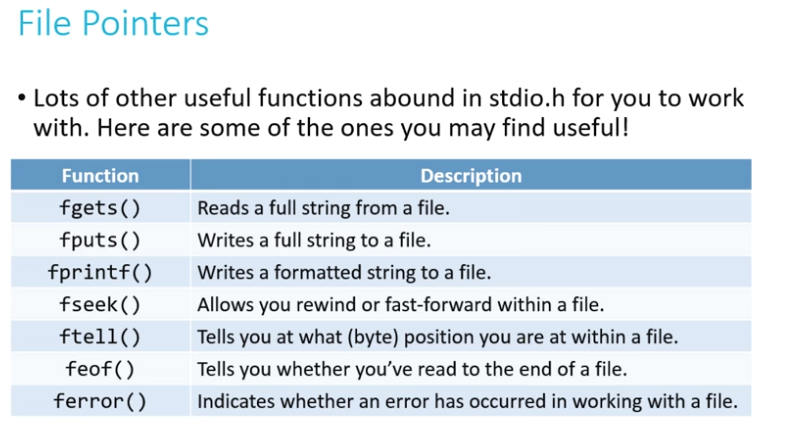 File Pointers
• Lots of other useful functions abound in stdio.h for you to work
with. Here are some of the ones you may find useful!
Function Description
fgets() Reads a full string from a file.
fputs() Writes a full string to a file.
fprintf() Writes a formatted string to a file.
fseek() Allows you rewind or fast-forward within a file.
ftell() Tells you at what (byte) position you are at within a file.
feof() Tells you whether you've read to the end of a file.
ferror() Indicates whether an error has occurred in working with a file.